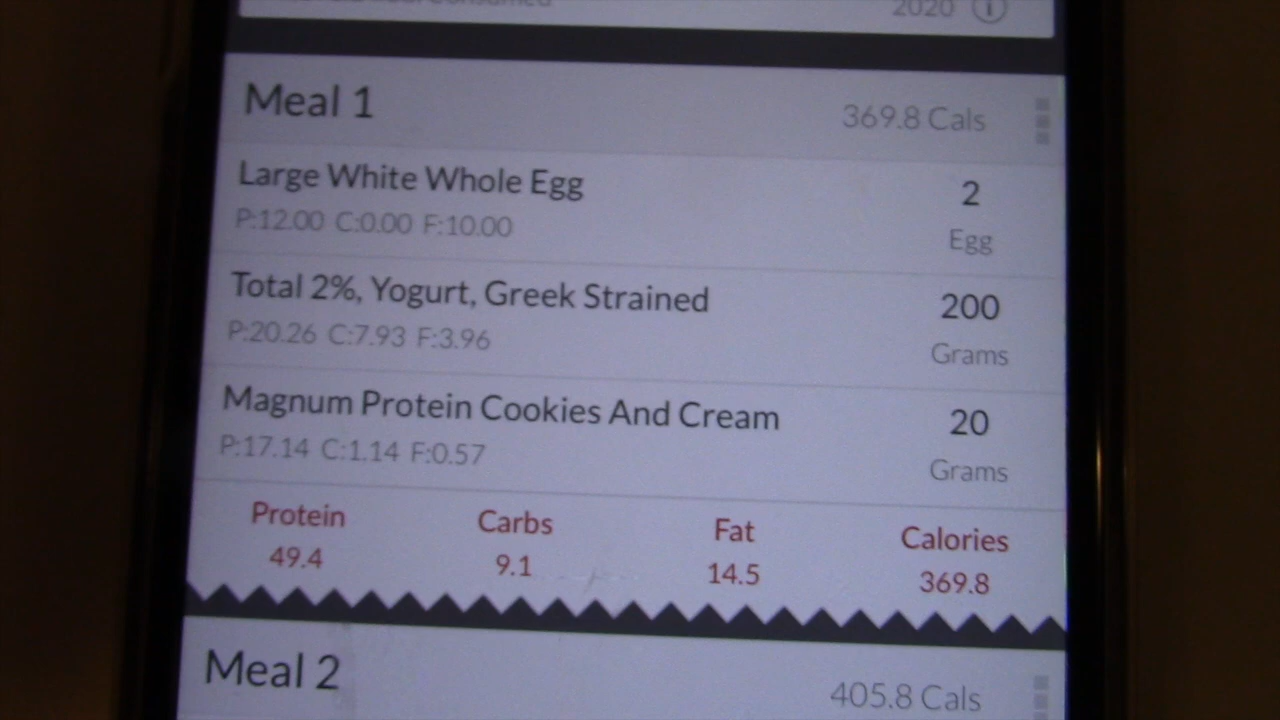 Consumed
2020
Meal 1 369.8 Cals
Large White Whole Egg 2
P:12.00 C:0.00 F:10.00 Egg
Total 2%, Yogurt, Greek Strained 200
P:20.26 C:7.93 F:3.96 Grams
Magnum Protein Cookies And Cream 20
P:17.14 C:1.14 F:0.57 Grams
Protein Carbs Fat Calories
49.4 9.1 14.5 369.8
Meal 2 405.8 Cals